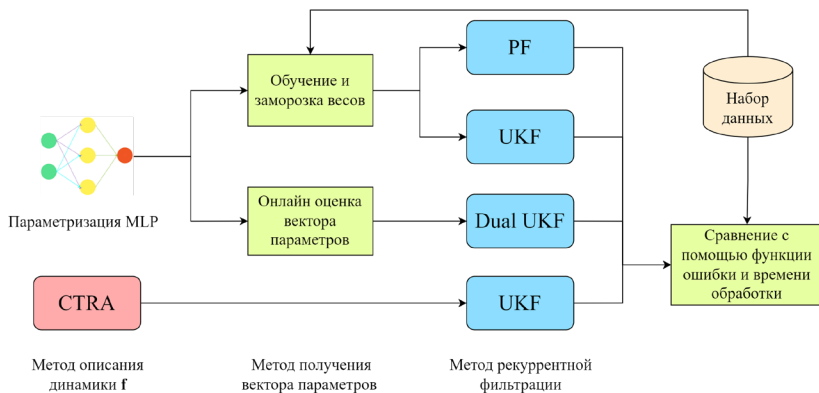 PF
Обучение и
заморозка весов
Набор
данных
UKF
Параметризация MLP
Онлайн оценка
вектора
параметров
Dual UKF
Сравнение с
помощью функции
ошибки и времени
обработки
CTRA
UKF
Метод описания
динамики f
Метод получения
вектора параметров
Метод рекуррентной
фильтрации